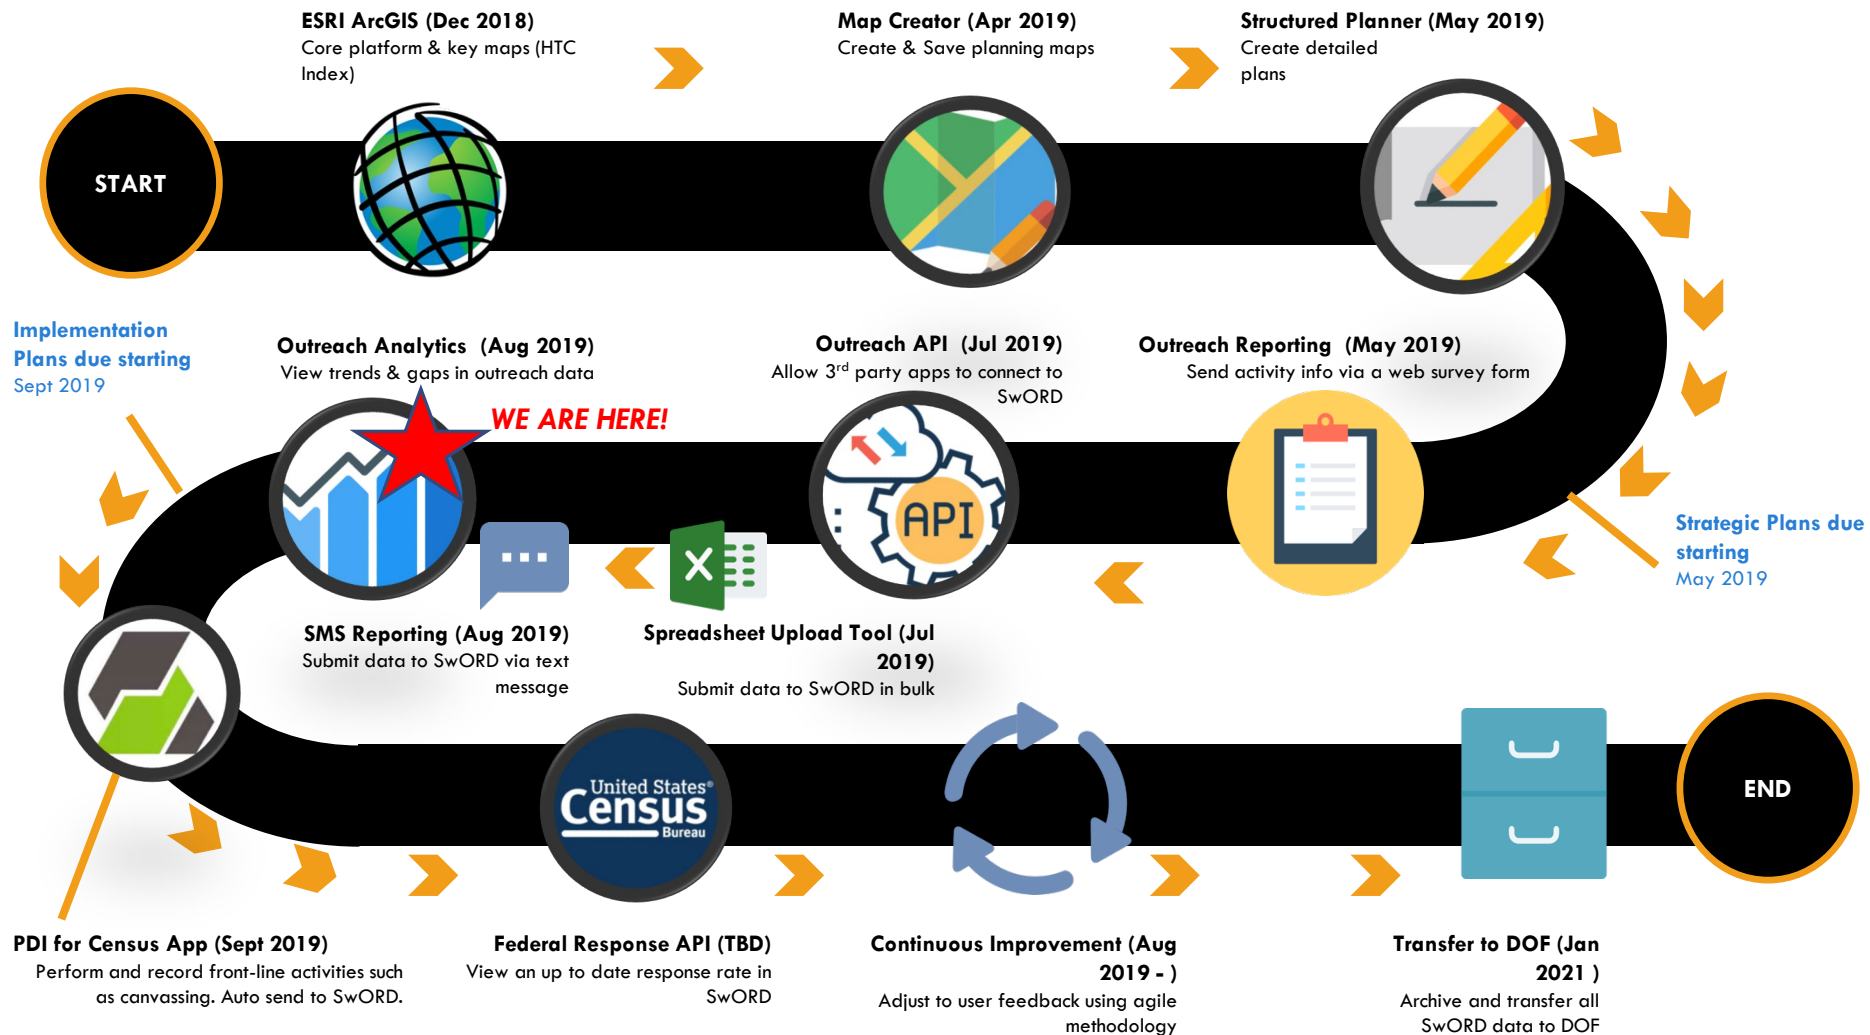 ESRI ArcGIS (Dec 2018)
Core platform & key maps (HTC
Index)
Map Creator (Apr 2019)
Create & Save planning maps
Structured Planner (May 2019)
Create detailed
plans
START
Implementation
Plans due starting
Sept 2019
Outreach Analytics (Aug 2019)
View trends & gaps in outreach data
WE ARE HERE!
Outreach API (Jul 2019)
Allow 3rd party apps to connect to
SwORD
Outreach Reporting (May 2019)
Send activity info via a web survey form
API
X
Strategic Plans due
starting
May 2019
SMS Reporting (Aug 2019)
Submit data to SwORD via text
message
Spreadsheet Upload Tool (Jul
2019)
Submit data to SwORD in bulk
United States®
Census
Bureau
END
PDI for Census App (Sept 2019)
Perform and record front-line activities such
as canvassing. Auto send to SwORD.
Federal Response API (TBD)
View an up to date response rate in
SwORD
Continuous Improvement (Aug
2019 - )
Adjust to user feedback using agile
methodology
Transfer to DOF (Jan
2021 )
Archive and transfer all
SwORD data to DOF